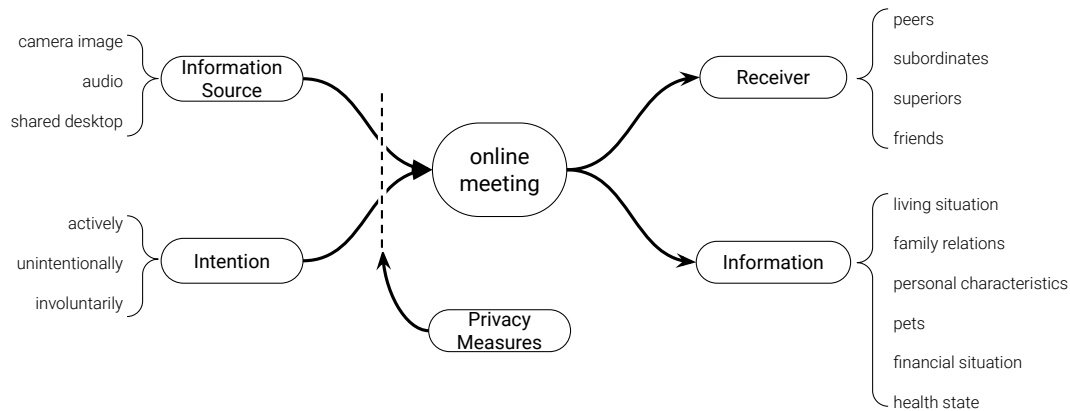 camera image
audio
shared desktop
Information
Source
actively
unintentionally
involuntarily
Intention
online
meeting
Privacy
Measures
Receiver
peers
subordinates
superiors
friends
Information
living situation
family relations
personal characteristics
pets
financial situation
health state